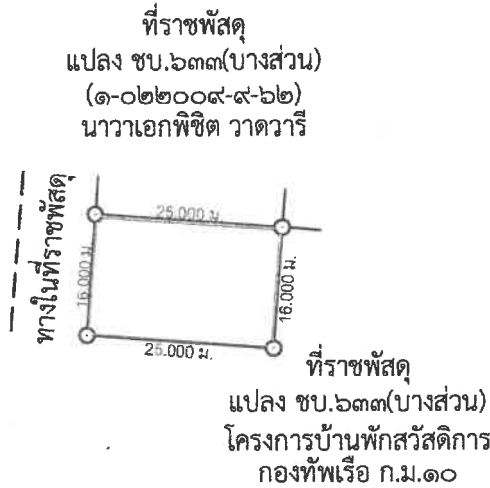 ที่ราชพัสดุ
แปลง ชบ.๖๓๓(บางส่วน)
(๑-๐๒๒๐๐๙-๙-๖๒)
นาวาเอกพิชิต วาดวารี
ทางในที่ราชพัสดุ
25.000 ม.
16.000 ม.
16.000 ม.
25.000 ม.
ที่ราชพัสดุ
แปลง ชบ.๖๓๓(บางส่วน)
โครงการบ้านพักสวัสดิการ
กองทัพเรือ ก.ม.๑๐